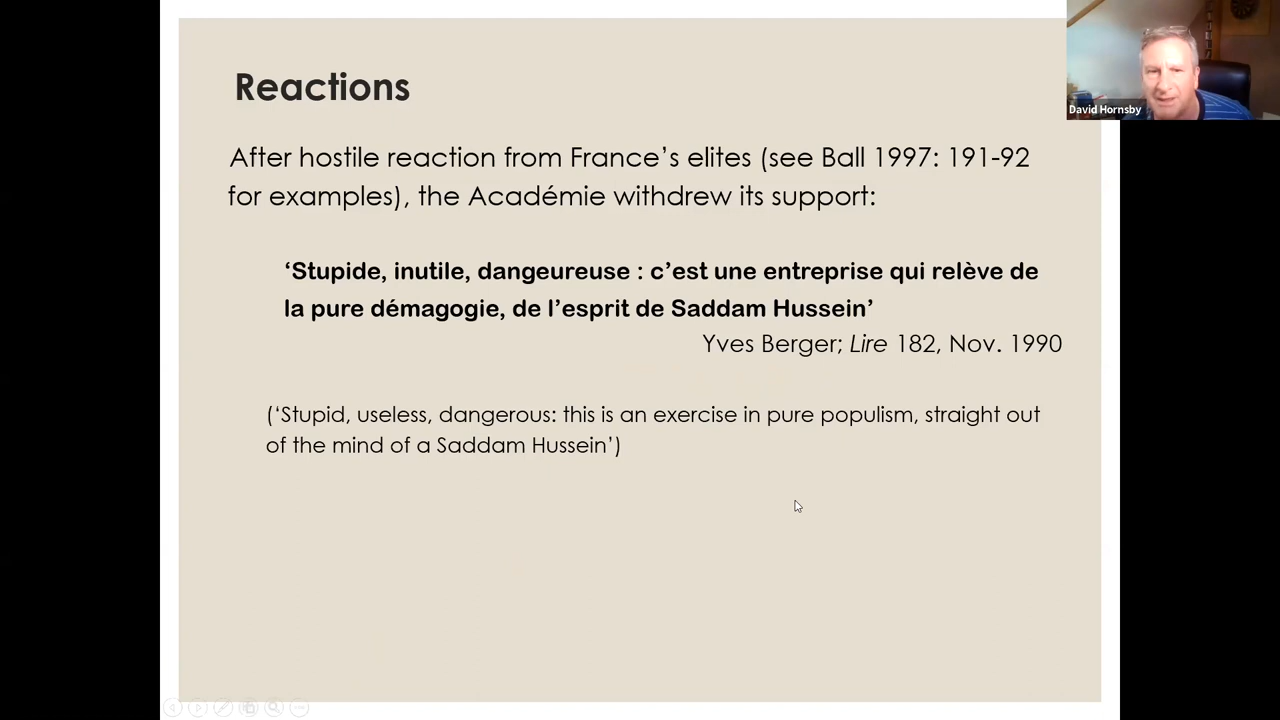 Reactions
After hostile reaction from France’s elites (see Ball 1997: 191-92
for examples), the Académie withdrew its support:
‘Stupide, inutile, dangeureuse : c’est une entreprise qui relève de
la pure démagogie, de l’esprit de Saddam Hussein’
Yves Berger; Lire 182, Nov. 1990
(‘Stupid, useless, dangerous: this is an exercise in pure populism, straight out
of the mind of a Saddam Hussein’)
David Hornsby